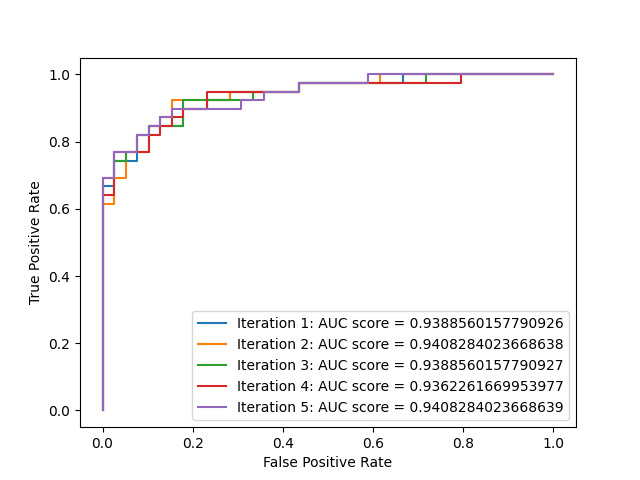 1.0
0.8
0.6
0.4
0.2
0.0
True Positive Rate
Iteration 1: AUC score = 0.9388560157790926
Iteration 2: AUC score = 0.9408284023668638
Iteration 3: AUC score = 0.9388560157790927
Iteration 4: AUC score = 0.9362261669953977
Iteration 5: AUC score = 0.9408284023668639
0.0 0.2 0.4 0.6 0.8 1.0
False Positive Rate